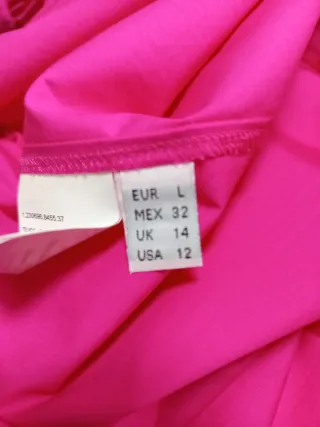 EUR L
MEX 32
UK 14
USA 12